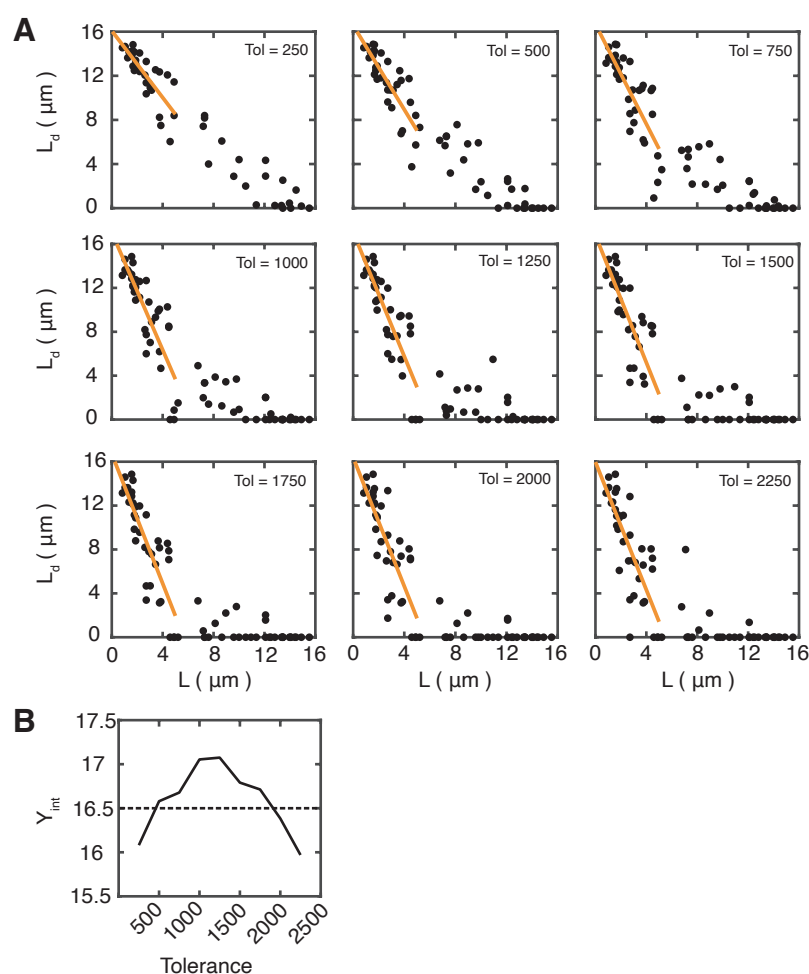 A
16
12
8
4
0
L_d ( μm )
Tol = 250
Tol = 500
Tol = 750
16
12
8
4
0
L_d ( μm )
Tol = 1000
Tol = 1250
Tol = 1500
16
12
8
4
0
L_d ( μm )
Tol = 1750
Tol = 2000
Tol = 2250
0 4 8 12 16
0 4 8 12 16
0 4 8 12 16
L ( μm )
L ( μm )
L ( μm )
B
17.5
17
16.5
16
15.5
Y_int
500 1000 1500 2000 2500
Tolerance